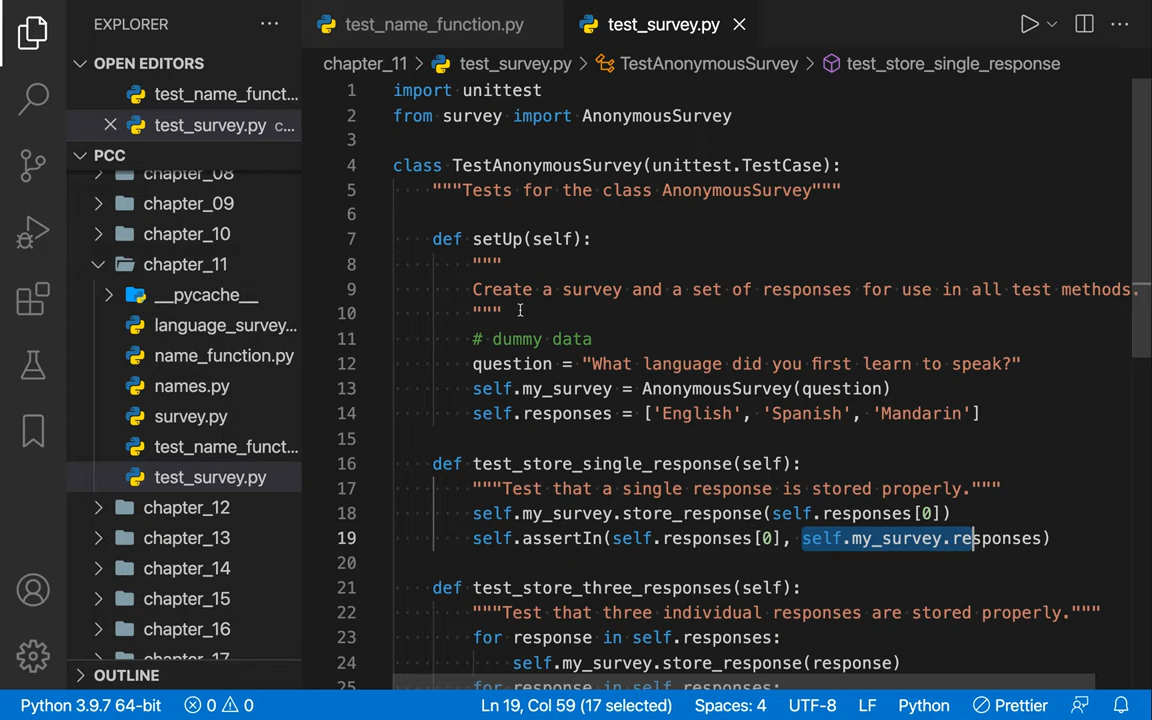 EXPLORER ···
OPEN EDITORS
test_name_funct...
test_survey.py c...
PCC
chapter_08
chapter_09
chapter_10
chapter_11
__pycache__
language_survey...
name_function.py
names.py
survey.py
test_name_funct...
test_survey.py
chapter_12
chapter_13
chapter_14
chapter_15
chapter_16
chapter_17
OUTLINE
test_name_function.py
test_survey.py
chapter_11 > test_survey.py > TestAnonymousSurvey > test_store_single_response
1 import unittest
2 from survey import AnonymousSurvey
3
4 class TestAnonymousSurvey(unittest.TestCase):
5 """Tests for the class AnonymousSurvey"""
6
7 def setUp(self):
8 """
9 Create a survey and a set of responses for use in all test methods.
10 """
11 # dummy data
12 question = "What language did you first learn to speak?"
13 self.my_survey = AnonymousSurvey(question)
14 self.responses = ['English', 'Spanish', 'Mandarin']
15
16 def test_store_single_response(self):
17 """Test that a single response is stored properly."""
18 self.my_survey.store_response(self.responses[0])
19 self.assertIn(self.responses[0], self.my_survey.responses)
20
21 def test_store_three_responses(self):
22 """Test that three individual responses are stored properly."""
23 for response in self.responses:
24 self.my_survey.store_response(response)
25 for response in self.responses:
Python 3.9.7 64-bit 0 0 Ln 19, Col 59 (17 selected) Spaces: 4 UTF-8 LF Python Prettier